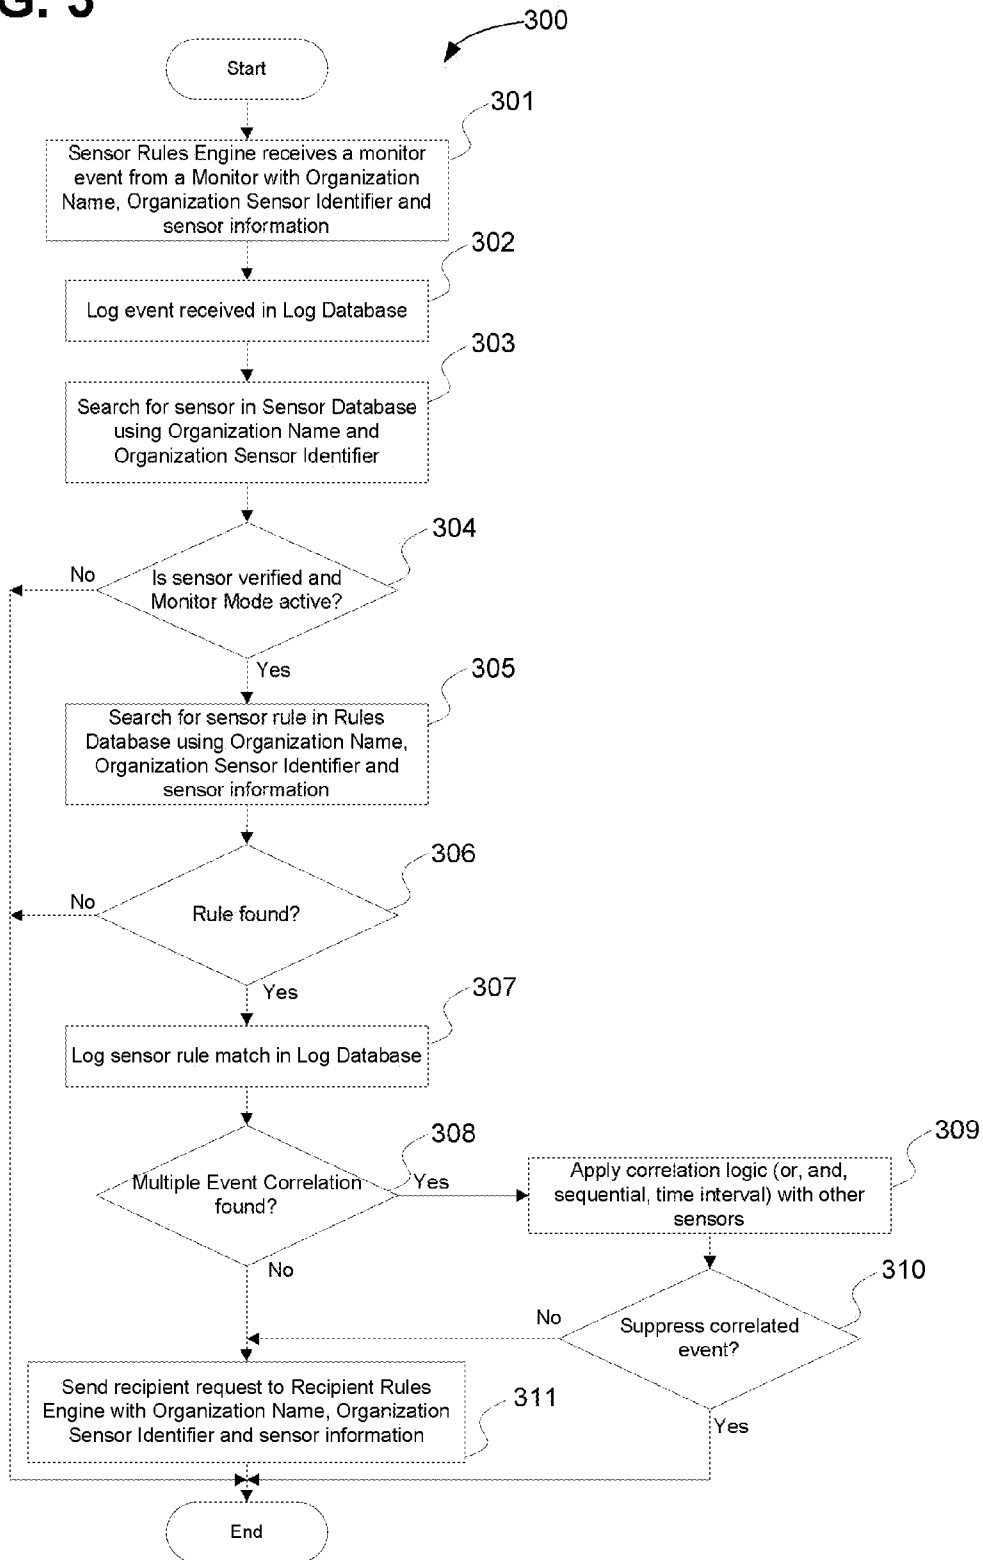 G. 3
300
Start
301
Sensor Rules Engine receives a monitor
event from a Monitor with Organization
Name, Organization Sensor Identifier and
sensor information
302
Log event received in Log Database
303
Search for sensor in Sensor Database
using Organization Name and
Organization Sensor Identifier
304
No
Is sensor verified and
Monitor Mode active?
Yes
305
Search for sensor rule in Rules
Database using Organization Name,
Organization Sensor Identifier and
sensor information
306
No
Rule found?
Yes
307
Log sensor rule match in Log Database
308
Multiple Event Correlation
found?
Yes
309
Apply correlation logic (or, and,
sequential, time interval) with other
sensors
No
310
No
Suppress correlated
event?
Yes
311
Send recipient request to Recipient Rules
Engine with Organization Name, Organization
Sensor Identifier and sensor information
End